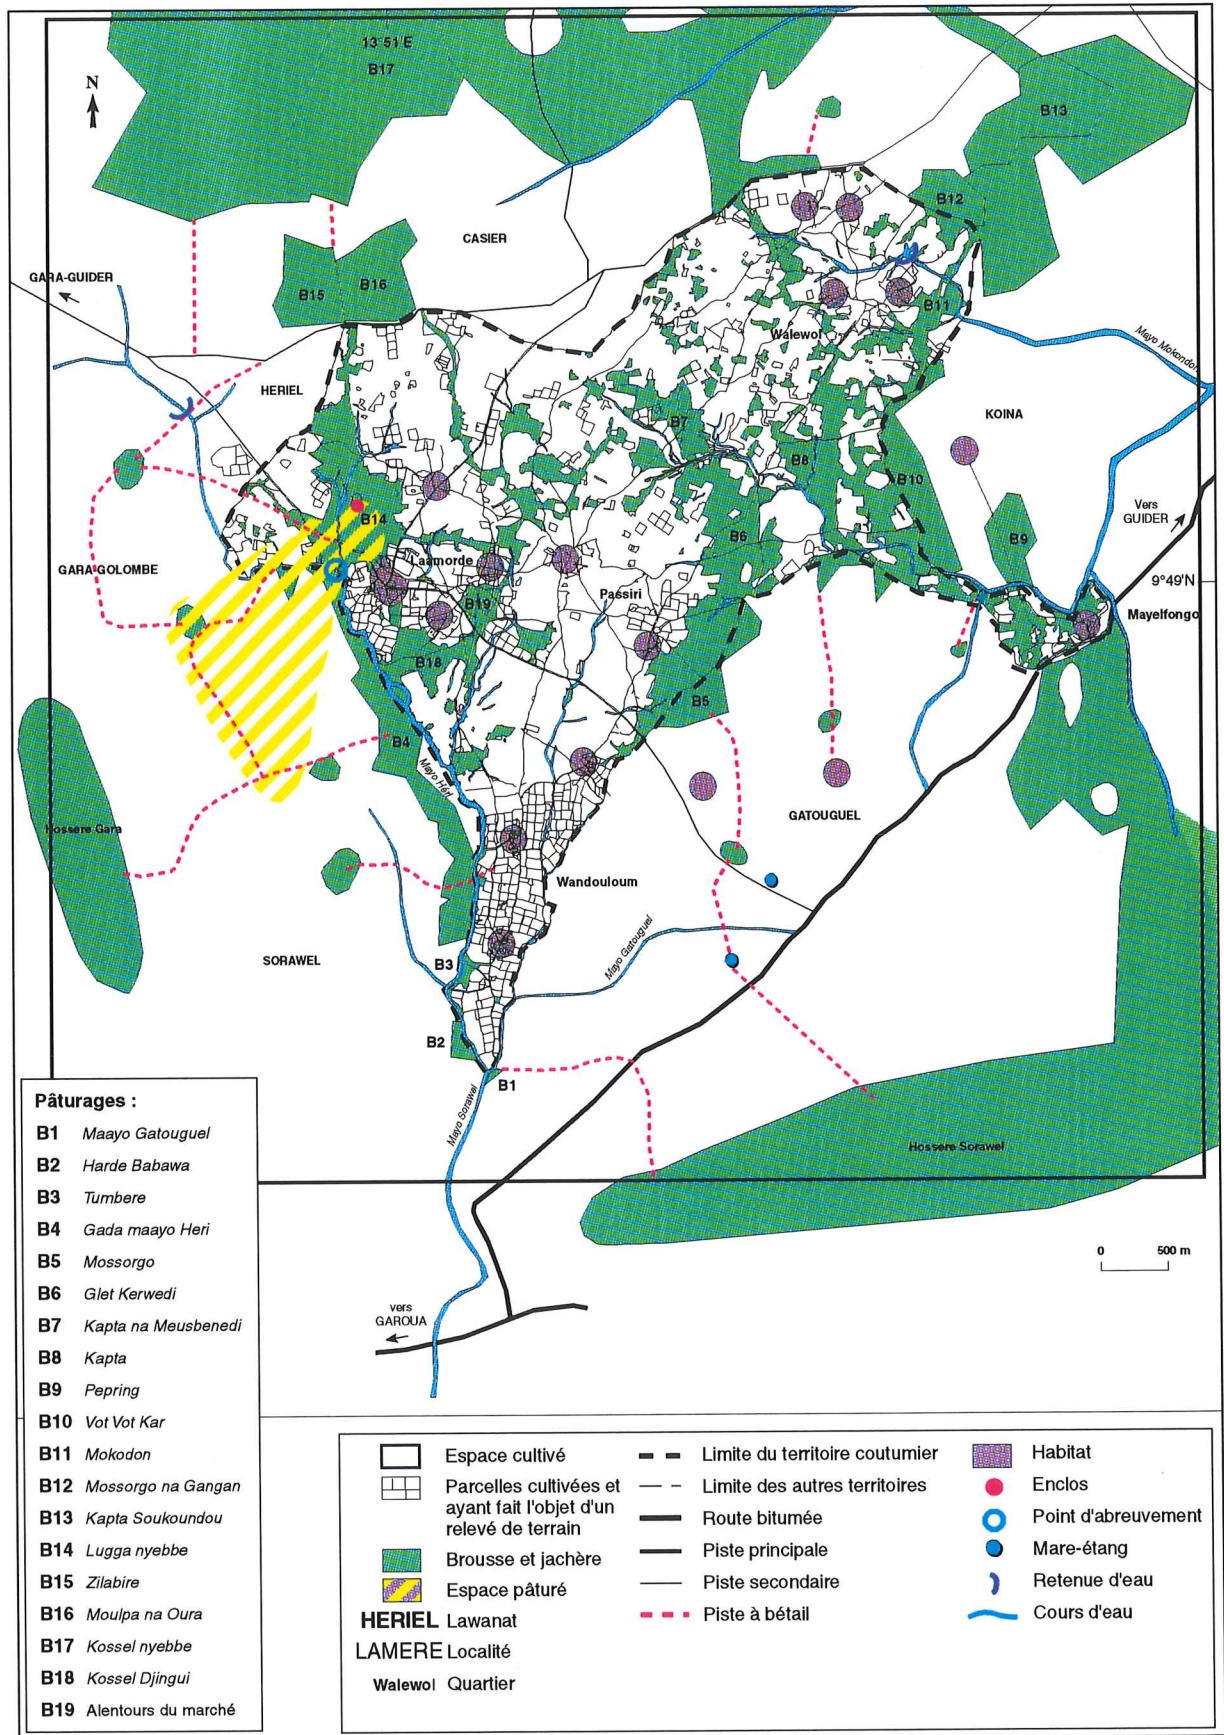 13°51'E
B17
N
B13
B12
CASIER
GARA-GUIDER
B16
B15
B11
Walewol
Mayo Mokondon
HERIEL
KOINA
B7
B8
B10
Vers
GUIDER
B14
B6
B9
GARA-GOLOMBE
Laamorde
9°49'N
Passiri
B19
Mayelfongo
B18
B5
B4
Mayo Héri
GATOUGUEL
Hossere Gara
Wandouloum
Mayo Gatouguel
SORAWEL
B3
B2
B1
Mayo Sorawel
Hossere Sorawel
0 500 m
vers
GAROUA
Pâturages :
B1 Maayo Gatouguel
B2 Harde Babawa
B3 Tumbere
B4 Gada maayo Heri
B5 Mossorgo
B6 Glet Kerwedi
B7 Kapta na Meusbenedi
B8 Kapta
B9 Pepring
B10 Vot Vot Kar
B11 Mokodon
B12 Mossorgo na Gangan
B13 Kapta Soukoundou
B14 Lugga nyebbe
B15 Zilabire
B16 Moulpa na Oura
B17 Kossel nyebbe
B18 Kossel Djingui
B19 Alentours du marché
Espace cultivé
Parcelles cultivées et
ayant fait l'objet d'un
relevé de terrain
Brousse et jachère
Espace pâturé
HERIEL Lawanat
LAMERE Localité
Walewol Quartier
Limite du territoire coutumier
Limite des autres territoires
Route bitumée
Piste principale
Piste secondaire
Piste à bétail
Habitat
Enclos
Point d'abreuvement
Mare-étang
Retenue d'eau
Cours d'eau